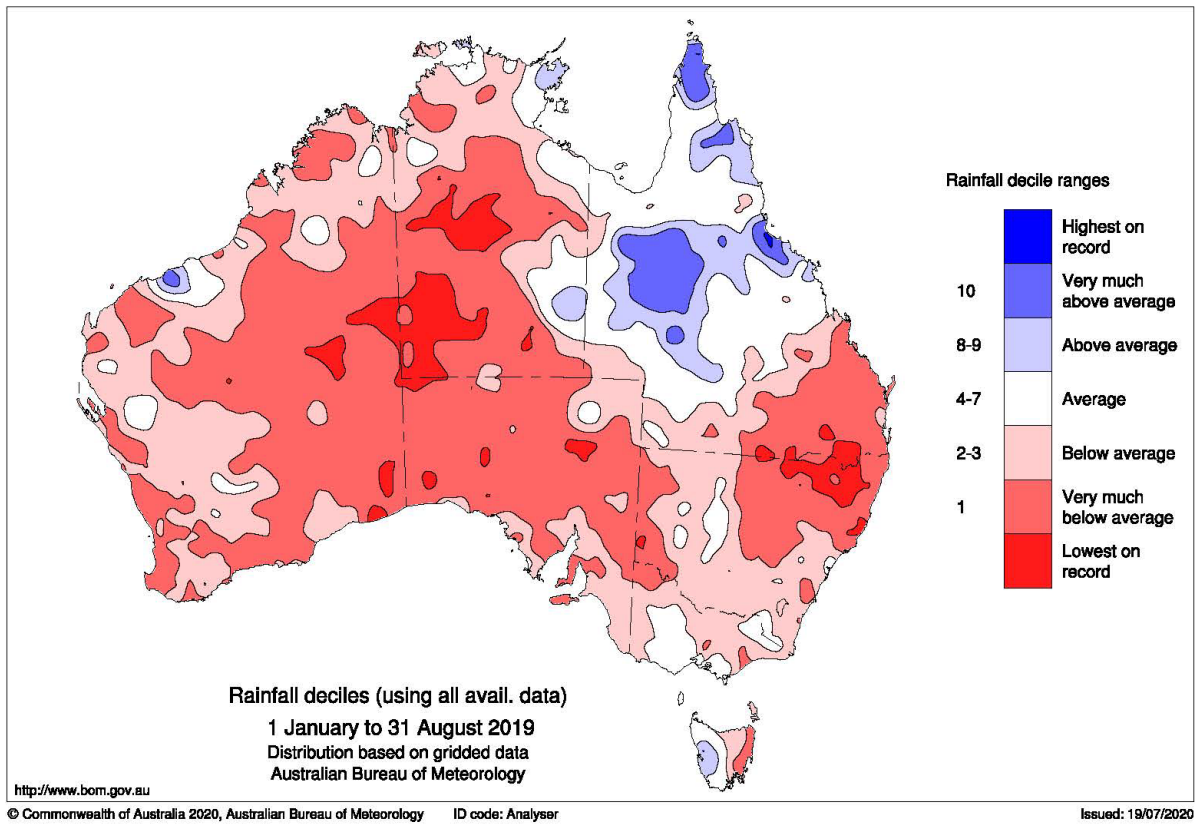 Rainfall decile ranges
Highest on
record
10
Very much
above average
8-9
Above average
4-7
Average
2-3
Below average
1
Very much
below average
Lowest on
record
Rainfall deciles (using all avail. data)
1 January to 31 August 2019
Distribution based on gridded data
Australian Bureau of Meteorology
http://www.bom.gov.au
© Commonwealth of Australia 2020, Australian Bureau of Meteorology
ID code: Analyser
Issued: 19/07/2020